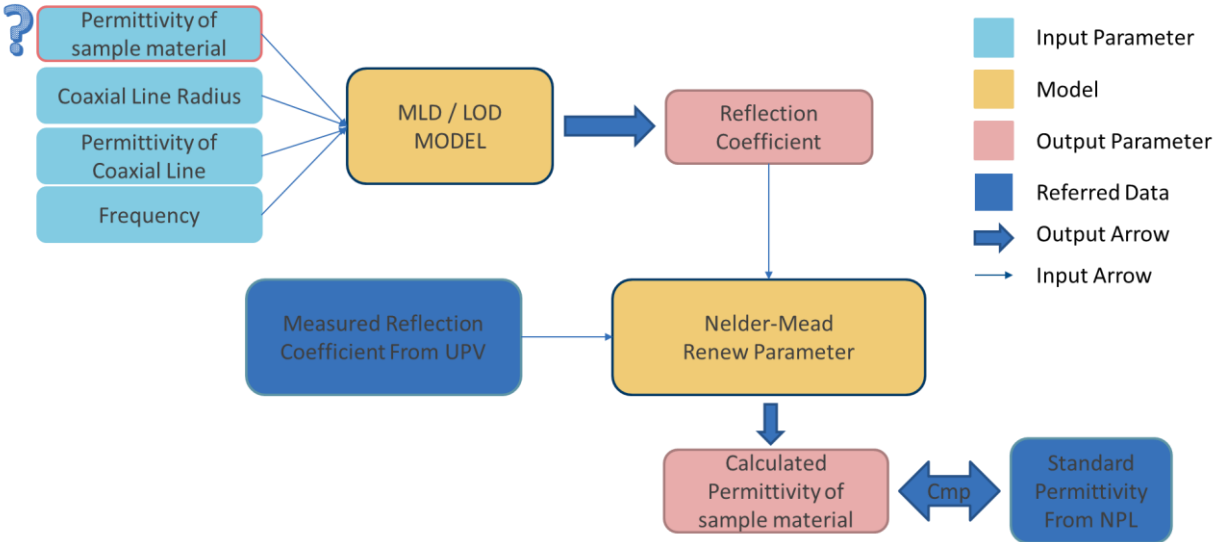 ?
Permittivity of
sample material
Coaxial Line Radius
Permittivity of
Coaxial Line
Frequency
MLD / LOD
MODEL
Reflection
Coefficient
Input Parameter
Model
Output Parameter
Referred Data
Output Arrow
Input Arrow
Measured Reflection
Coefficient From UPV
Nelder-Mead
Renew Parameter
Calculated
Permittivity of
sample material
Cmp
Standard
Permittivity
From NPL